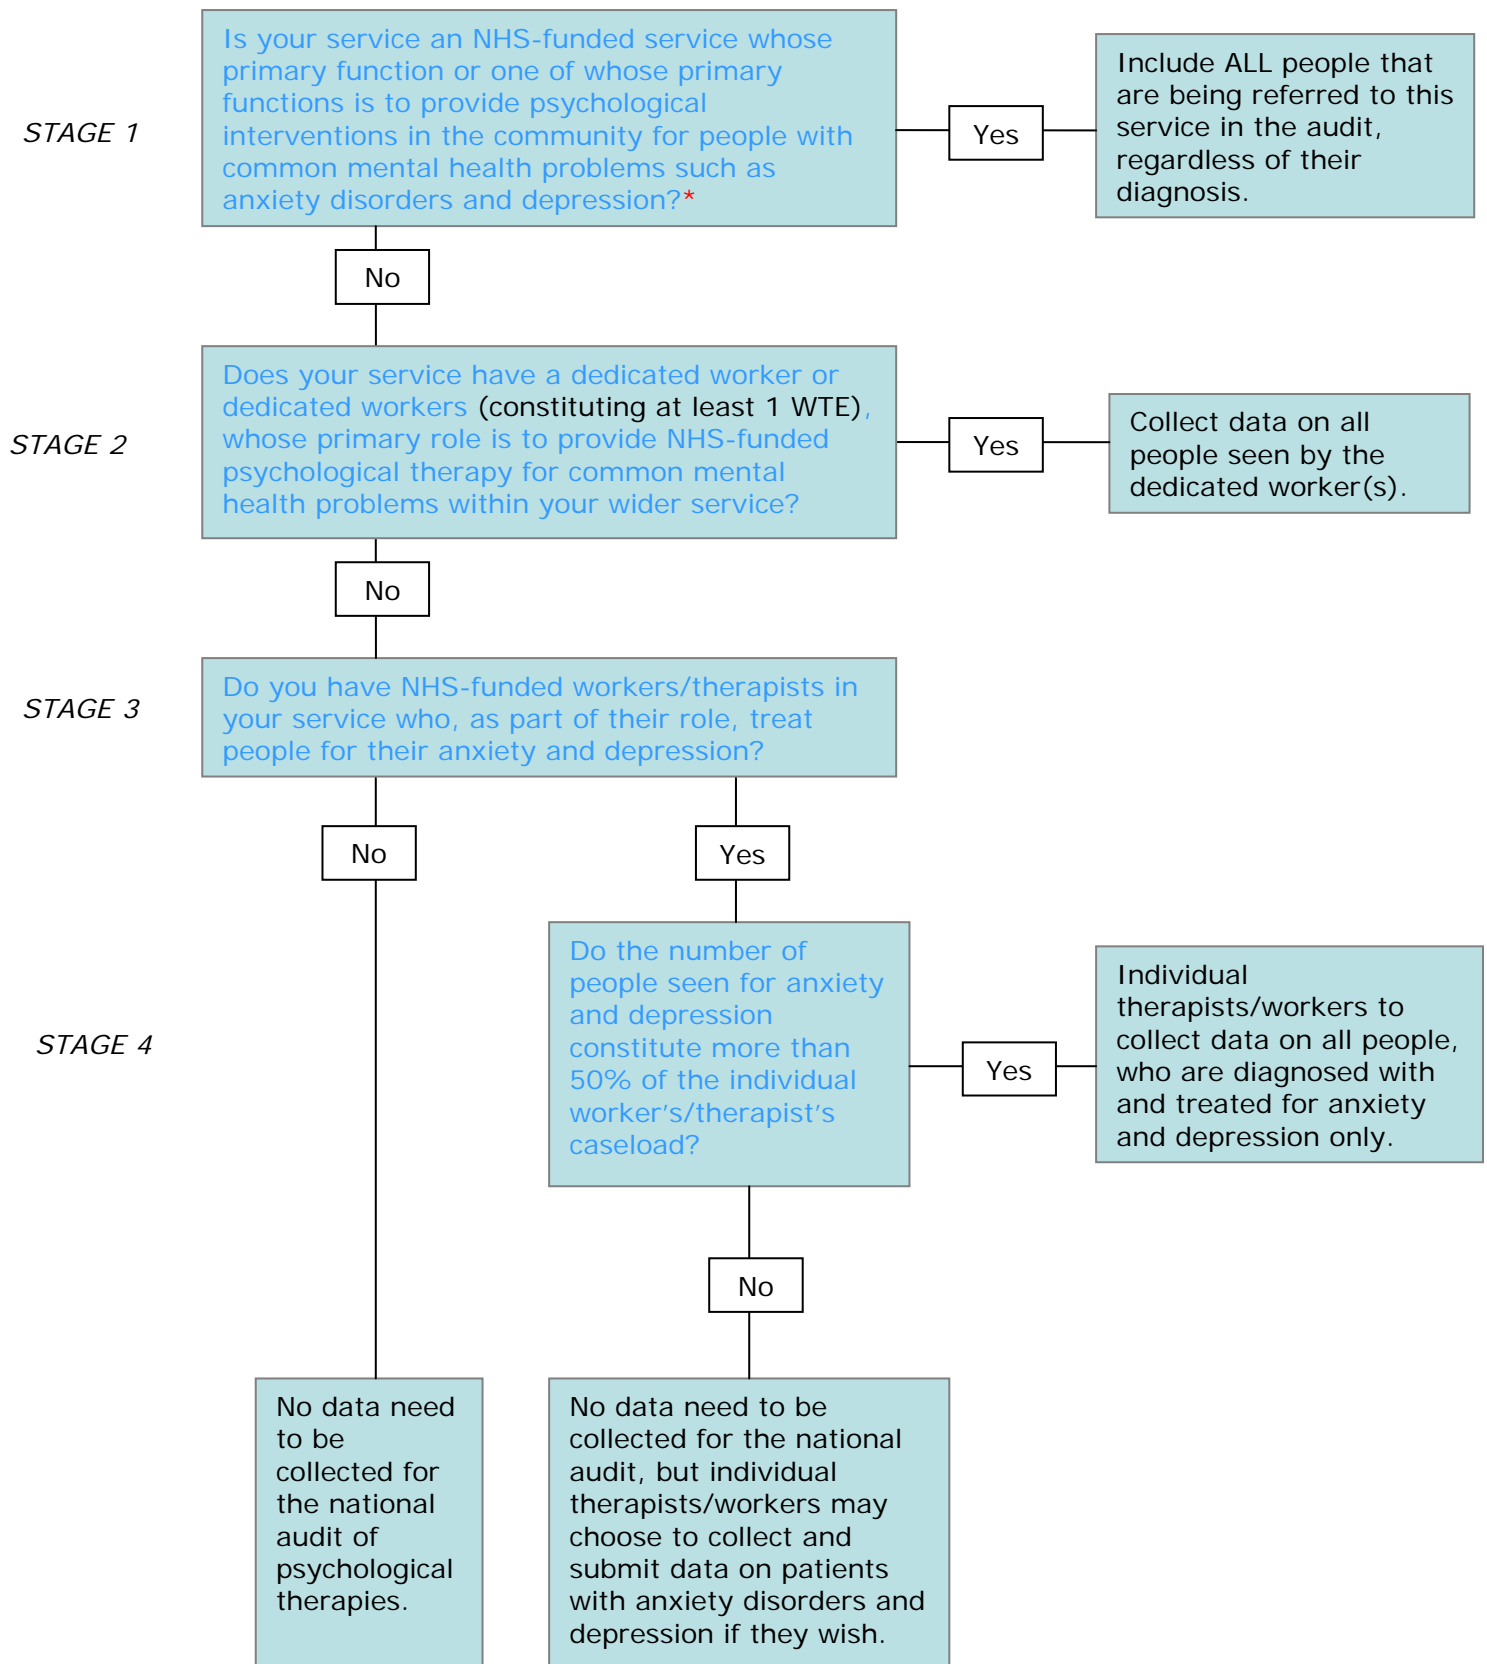 STAGE 1
Is your service an NHS-funded service whose
primary function or one of whose primary
functions is to provide psychological
interventions in the community for people with
common mental health problems such as
anxiety disorders and depression?*
Yes
Include ALL people that
are being referred to this
service in the audit,
regardless of their
diagnosis.
No
STAGE 2
Does your service have a dedicated worker or
dedicated workers (constituting at least 1 WTE),
whose primary role is to provide NHS-funded
psychological therapy for common mental
health problems within your wider service?
Yes
Collect data on all
people seen by the
dedicated worker(s).
No
STAGE 3
Do you have NHS-funded workers/therapists in
your service who, as part of their role, treat
people for their anxiety and depression?
No
Yes
STAGE 4
Do the number of
people seen for anxiety
and depression
constitute more than
50% of the individual
worker's/therapist's
caseload?
Yes
Individual
therapists/workers to
collect data on all people,
who are diagnosed with
and treated for anxiety
and depression only.
No
No data need
to be
collected for
the national
audit of
psychological
therapies.
No data need to be
collected for the national
audit, but individual
therapists/workers may
choose to collect and
submit data on patients
with anxiety disorders and
depression if they wish.